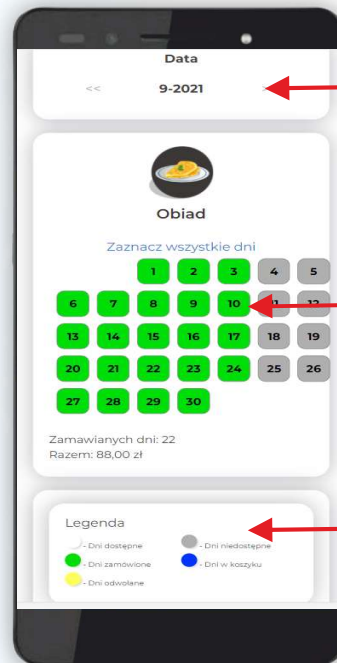 Data
<< 9-2021
Obiad
Zaznacz wszystkie dni
1 2 3 4 5
6 7 8 9 10 11 12
13 14 15 16 17 18 19
20 21 22 23 24 25 26
27 28 29 30
Zamawianych dni: 22
Razem: 88,00 zł
Legenda
- Dni dostępne - Dni niedostępne
- Dni zamówione - Dni w koszyku
- Dni odwołane